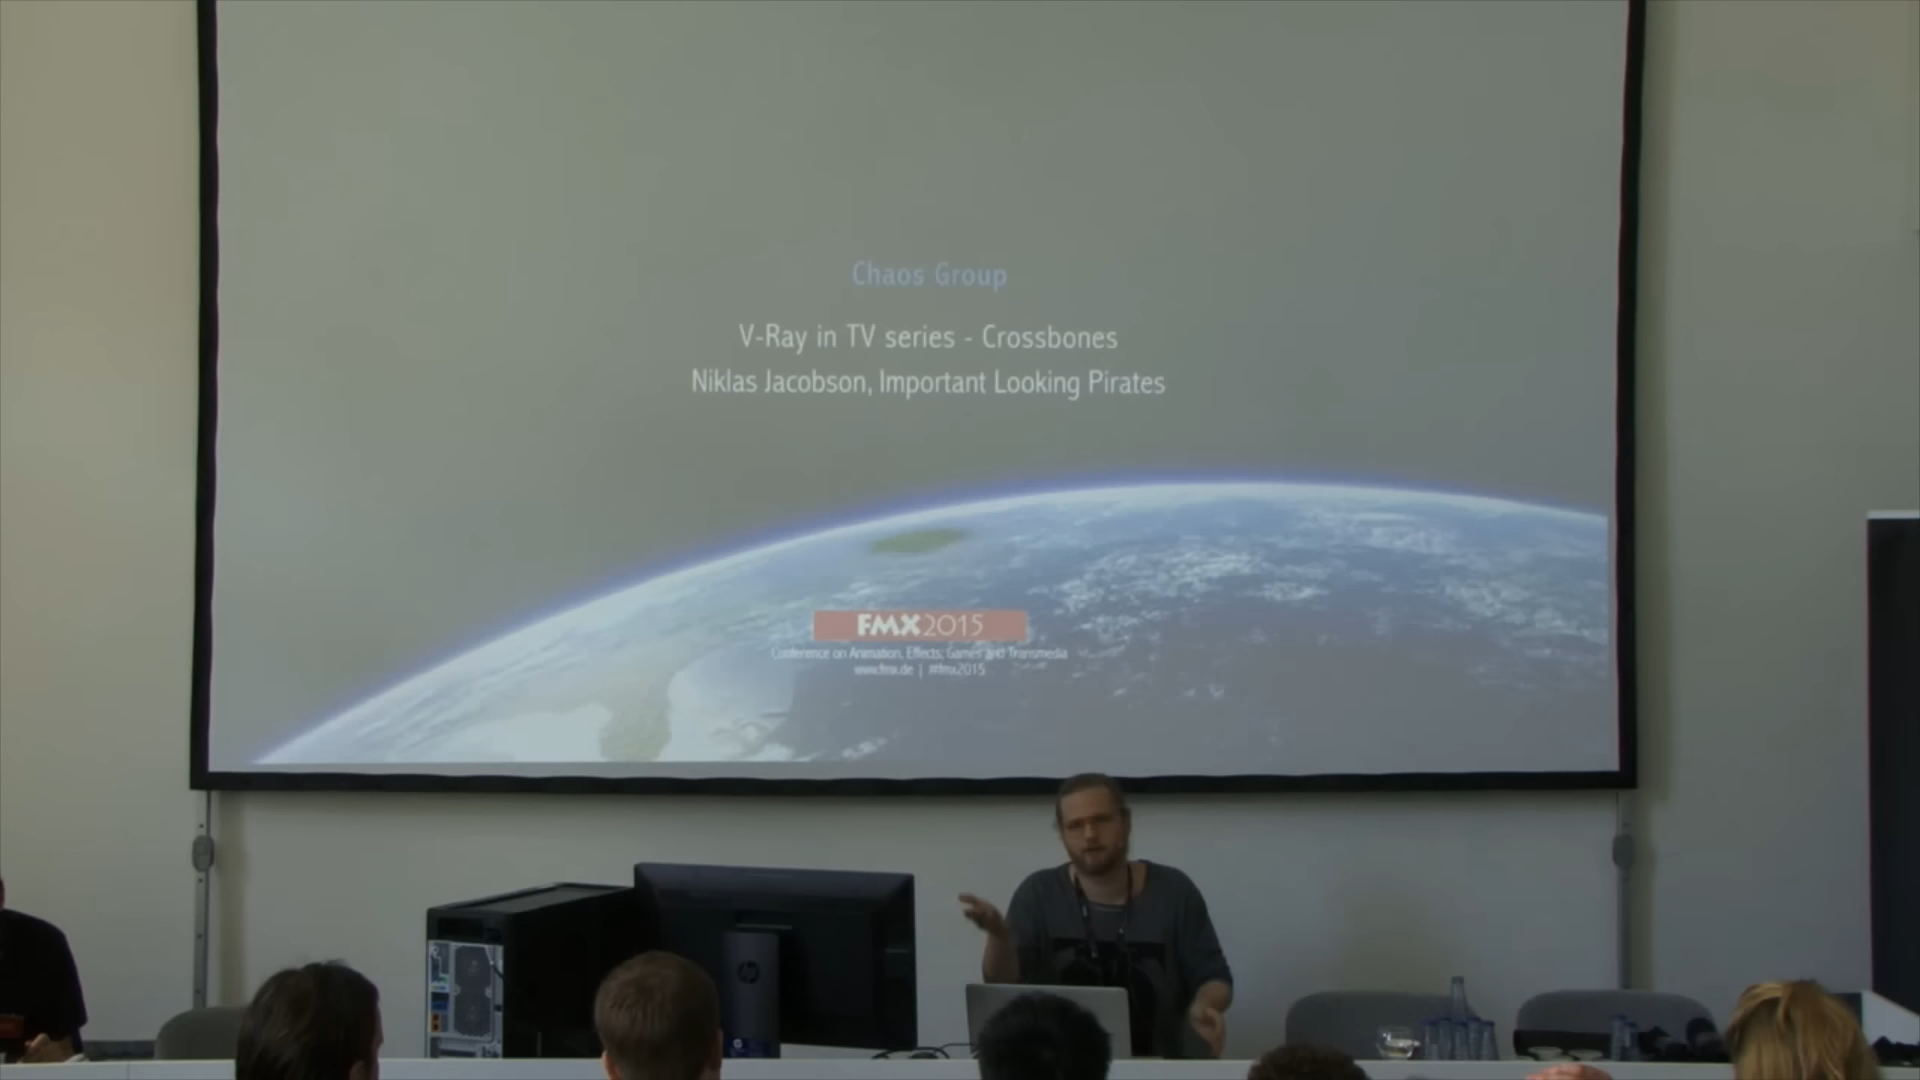 Chaos Group
V-Ray in TV series - Crossbones
Niklas Jacobson, Important Looking Pirates
FMX2015
Conference on Animation, Effects, Games and Transmedia
www.fmx.de | #fmx2015
hp